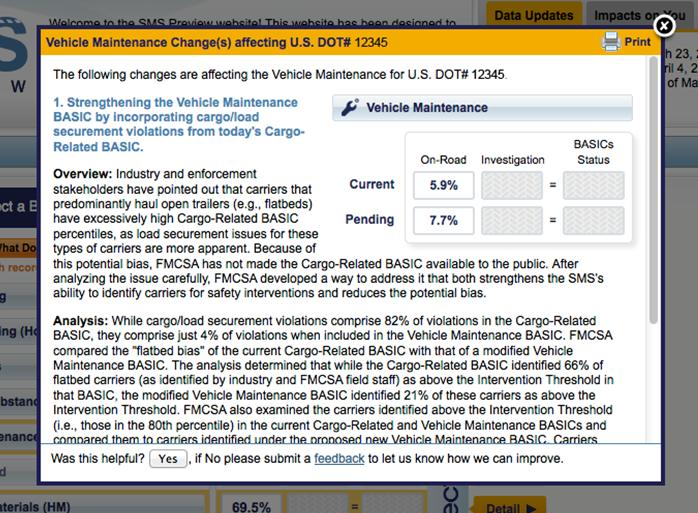 Welcome to the SMS Preview website! This website has been designed to
Data Updates
Impacts on You
S
W
Vehicle Maintenance Change(s) affecting U.S. DOT# 12345
Print
The following changes are affecting the Vehicle Maintenance for U.S. DOT# 12345.
1. Strengthening the Vehicle Maintenance
BASIC by incorporating cargo/load
securement violations from today's Cargo-
Related BASIC.
Vehicle Maintenance
BASICs
On-Road Investigation Status
Current 5.9% =
Pending 7.7% =
Overview: Industry and enforcement
stakeholders have pointed out that carriers that
predominantly haul open trailers (e.g., flatbeds)
have excessively high Cargo-Related BASIC
percentiles, as load securement issues for these
types of carriers are more apparent. Because of
this potential bias, FMCSA has not made the Cargo-Related BASIC available to the public. After
analyzing the issue carefully, FMCSA developed a way to address it that both strengthens the SMS's
ability to identify carriers for safety interventions and reduces the potential bias.
Analysis: While cargo/load securement violations comprise 82% of violations in the Cargo-Related
BASIC, they comprise just 4% of violations when included in the Vehicle Maintenance BASIC. FMCSA
compared the "flatbed bias" of the current Cargo-Related BASIC with that of a modified Vehicle
Maintenance BASIC. The analysis determined that while the Cargo-Related BASIC identified 66% of
flatbed carriers (as identified by industry and FMCSA field staff) as above the Intervention Threshold in
that BASIC, the modified Vehicle Maintenance BASIC identified 21% of these carriers as above the
Intervention Threshold. FMCSA also examined the carriers identified above the Intervention Threshold
(i.e., those in the 80th percentile) in the current Cargo-Related and Vehicle Maintenance BASICs and
compared them to carriers identified under the proposed new Vehicle Maintenance BASIC. Carriers
Was this helpful? Yes , if No please submit a feedback to let us know how we can improve.
aterials (HM) 69.5% = Detail